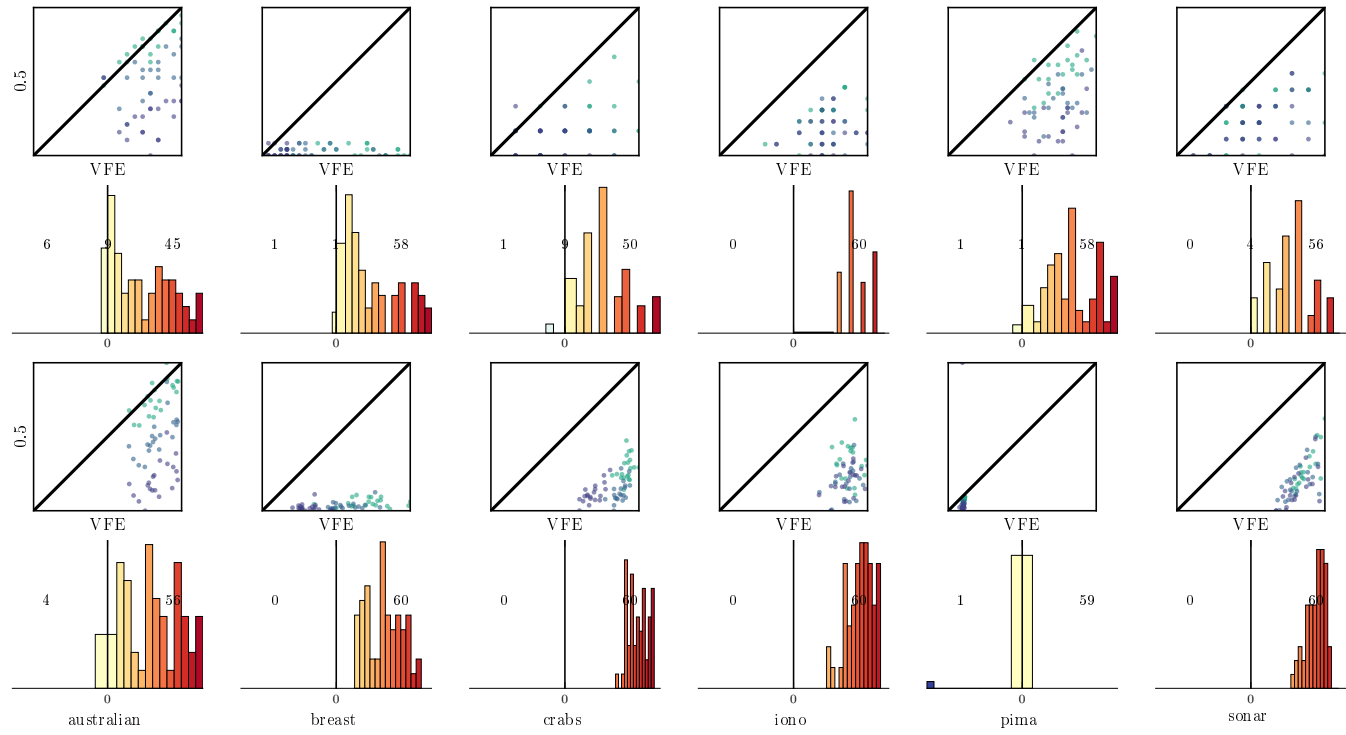 0.5
VFE VFE VFE VFE VFE VFE
6 9 45 1 1 58 1 9 50 0 60 1 1 58 0 4 56
0 0 0 0 0 0
0.5
VFE VFE VFE VFE VFE VFE
4 56 0 60 0 60 0 60 1 59 0 60
0 0 0 0 0 0
australian breast crabs iono pima sonar